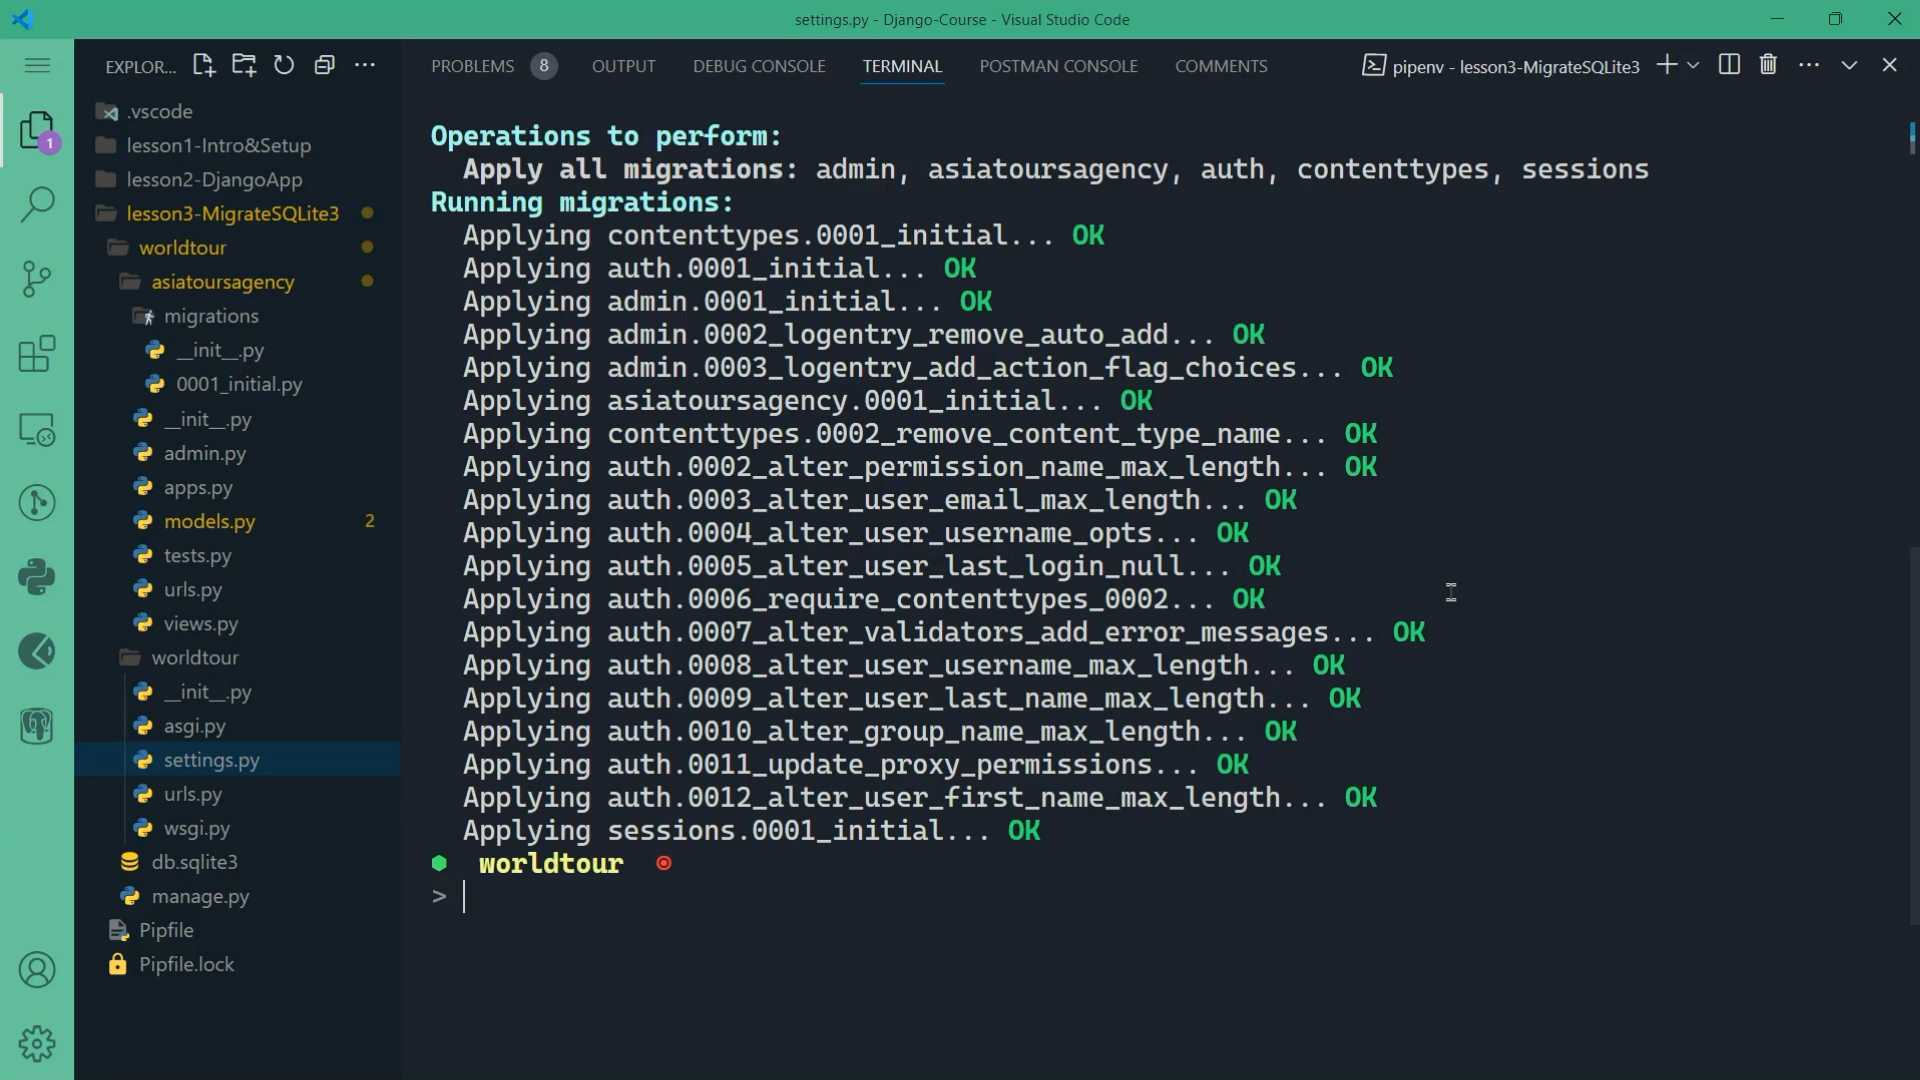 settings.py - Django-Course - Visual Studio Code
EXPLOR...
PROBLEMS 8 OUTPUT DEBUG CONSOLE TERMINAL POSTMAN CONSOLE COMMENTS
pipenv - lesson3-MigrateSQLite3
1
.vscode
lesson1-Intro&Setup
lesson2-DjangoApp
lesson3-MigrateSQLite3
worldtour
asiatoursagency
migrations
__init__.py
0001_initial.py
__init__.py
admin.py
apps.py
models.py 2
tests.py
urls.py
views.py
worldtour
__init__.py
asgi.py
settings.py
urls.py
wsgi.py
db.sqlite3
manage.py
Pipfile
Pipfile.lock
Operations to perform:
Apply all migrations: admin, asiatoursagency, auth, contenttypes, sessions
Running migrations:
Applying contenttypes.0001_initial... OK
Applying auth.0001_initial... OK
Applying admin.0001_initial... OK
Applying admin.0002_logentry_remove_auto_add... OK
Applying admin.0003_logentry_add_action_flag_choices... OK
Applying asiatoursagency.0001_initial... OK
Applying contenttypes.0002_remove_content_type_name... OK
Applying auth.0002_alter_permission_name_max_length... OK
Applying auth.0003_alter_user_email_max_length... OK
Applying auth.0004_alter_user_username_opts... OK
Applying auth.0005_alter_user_last_login_null... OK
Applying auth.0006_require_contenttypes_0002... OK
Applying auth.0007_alter_validators_add_error_messages... OK
Applying auth.0008_alter_user_username_max_length... OK
Applying auth.0009_alter_user_last_name_max_length... OK
Applying auth.0010_alter_group_name_max_length... OK
Applying auth.0011_update_proxy_permissions... OK
Applying auth.0012_alter_user_first_name_max_length... OK
Applying sessions.0001_initial... OK
worldtour
>